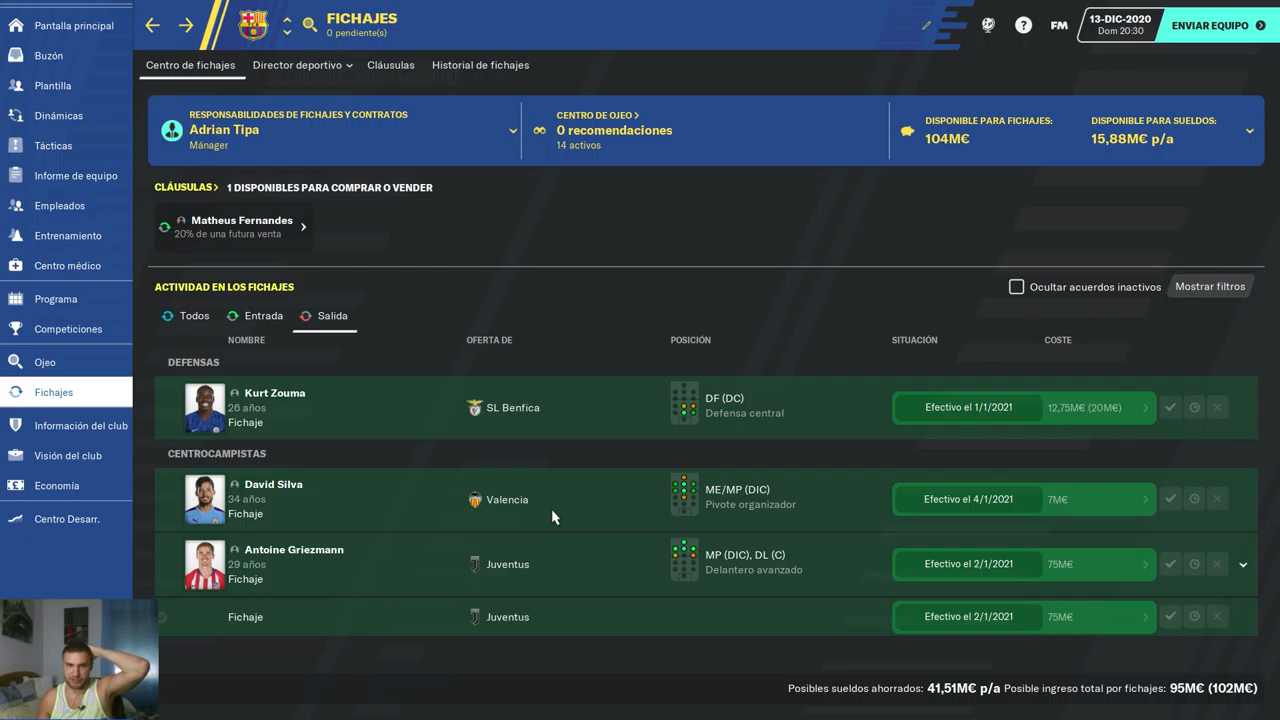 Pantalla principal
Buzón
Plantilla
Dinámicas
Tácticas
Informe de equipo
Empleados
Entrenamiento
Centro médico
Programa
Competiciones
Ojeo
Fichajes
Información del club
Visión del club
Economía
Centro Desarr.
FICHAJES
0 pendiente(s)
FM
13-DIC-2020
Dom 20:30
ENVIAR EQUIPO
Centro de fichajes
Director deportivo
Cláusulas
Historial de fichajes
RESPONSABILIDADES DE FICHAJES Y CONTRATOS
Adrian Tipa
Mánager
CENTRO DE OJEO >
0 recomendaciones
14 activos
DISPONIBLE PARA FICHAJES:
104M€
DISPONIBLE PARA SUELDOS:
15,88M€ p/a
CLÁUSULAS > 1 DISPONIBLES PARA COMPRAR O VENDER
Matheus Fernandes
20% de una futura venta
ACTIVIDAD EN LOS FICHAJES
Ocultar acuerdos inactivos
Mostrar filtros
Todos
Entrada
Salida
NOMBRE OFERTA DE POSICIÓN SITUACIÓN COSTE
DEFENSAS
Kurt Zouma
26 años
Fichaje
SL Benfica
DF (DC)
Defensa central
Efectivo el 1/1/2021
12,75M€ (20M€)
CENTROCAMPISTAS
David Silva
34 años
Fichaje
Valencia
ME/MP (DIC)
Pivote organizador
Efectivo el 4/1/2021
7M€
Antoine Griezmann
29 años
Fichaje
Juventus
MP (DIC), DL (C)
Delantero avanzado
Efectivo el 2/1/2021
75M€
Fichaje
Juventus
Efectivo el 2/1/2021
75M€
Posibles sueldos ahorrados: 41,51M€ p/a Posible ingreso total por fichajes: 95M€ (102M€)